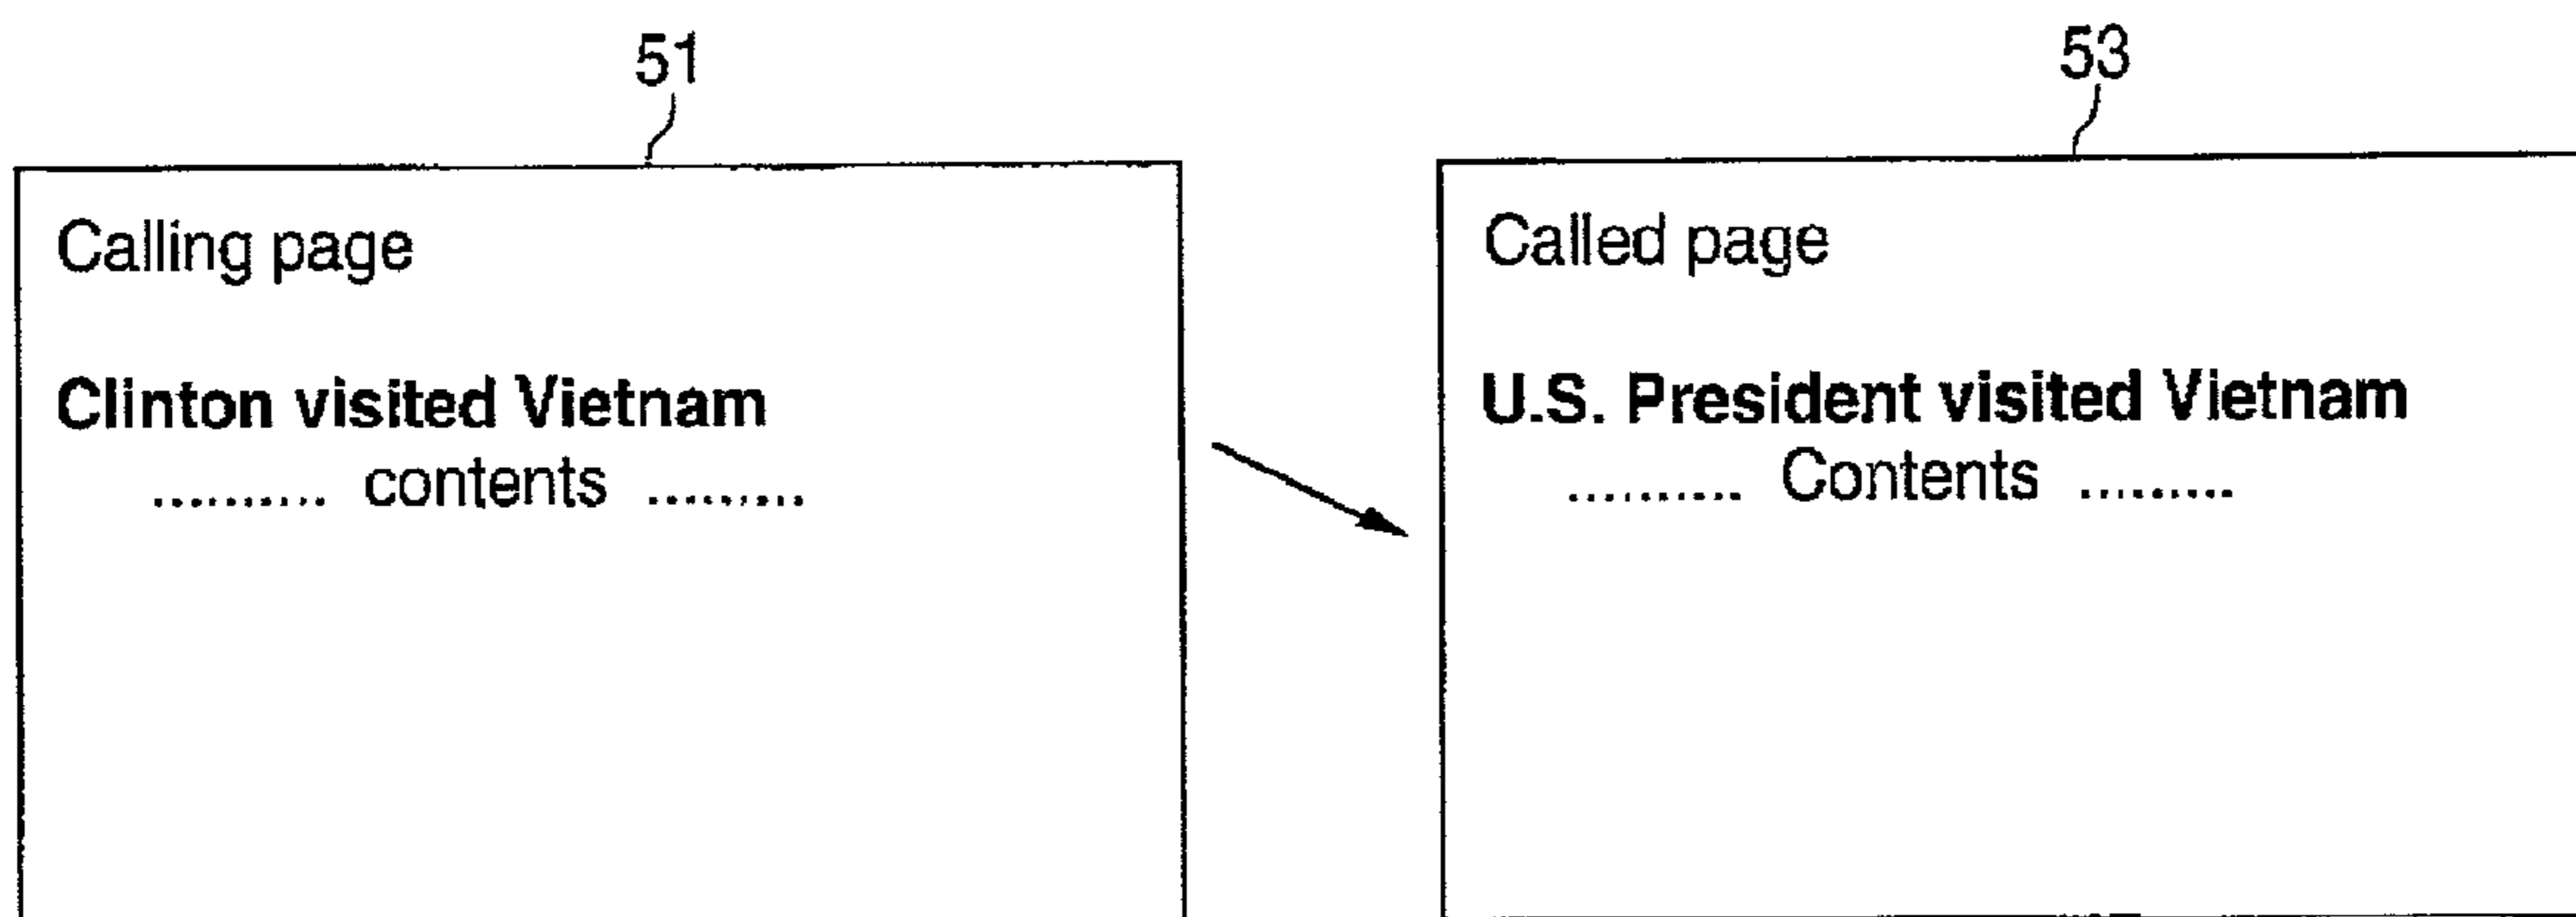 51
Calling page
Clinton visited Vietnam
.......... contents .........
53
Called page
U.S. President visited Vietnam
.......... Contents .........